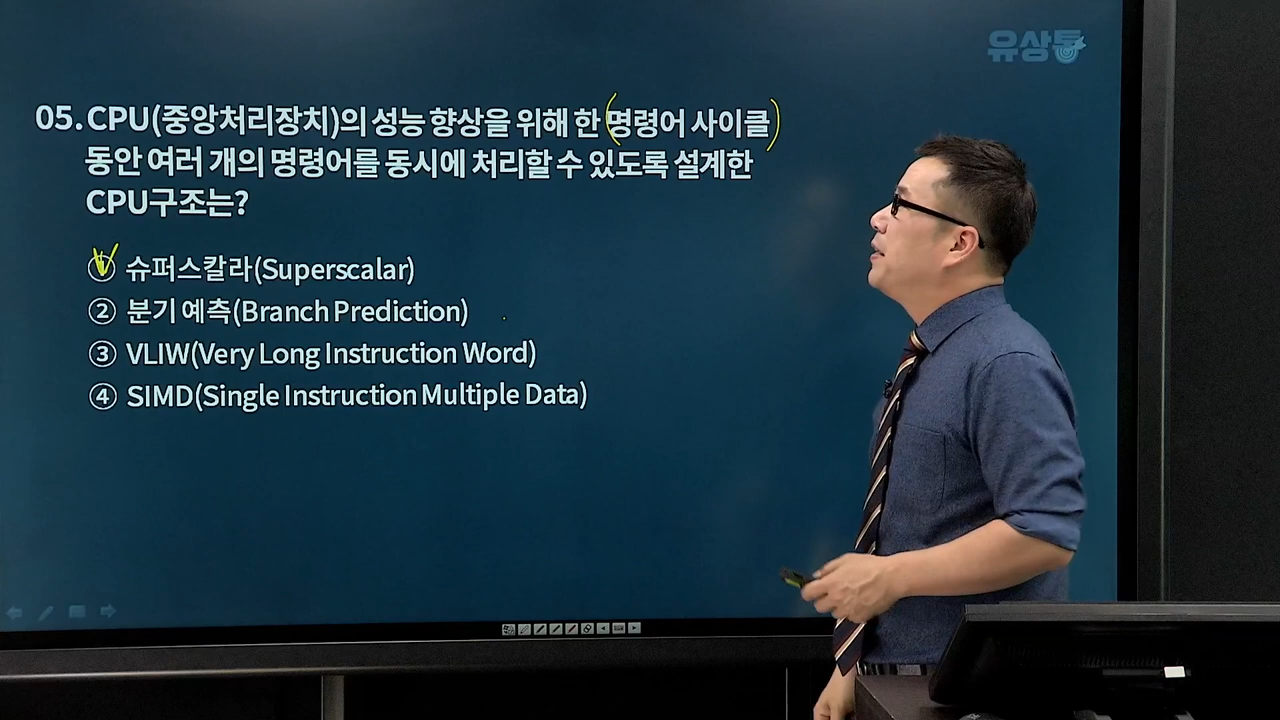 유상통
05. CPU(중앙처리장치)의 성능 향상을 위해 한 명령어 사이클
동안 여러 개의 명령어를 동시에 처리할 수 있도록 설계한
CPU구조는?
① 슈퍼스칼라(Superscalar)
② 분기 예측(Branch Prediction)
③ VLIW(Very Long Instruction Word)
④ SIMD(Single Instruction Multiple Data)